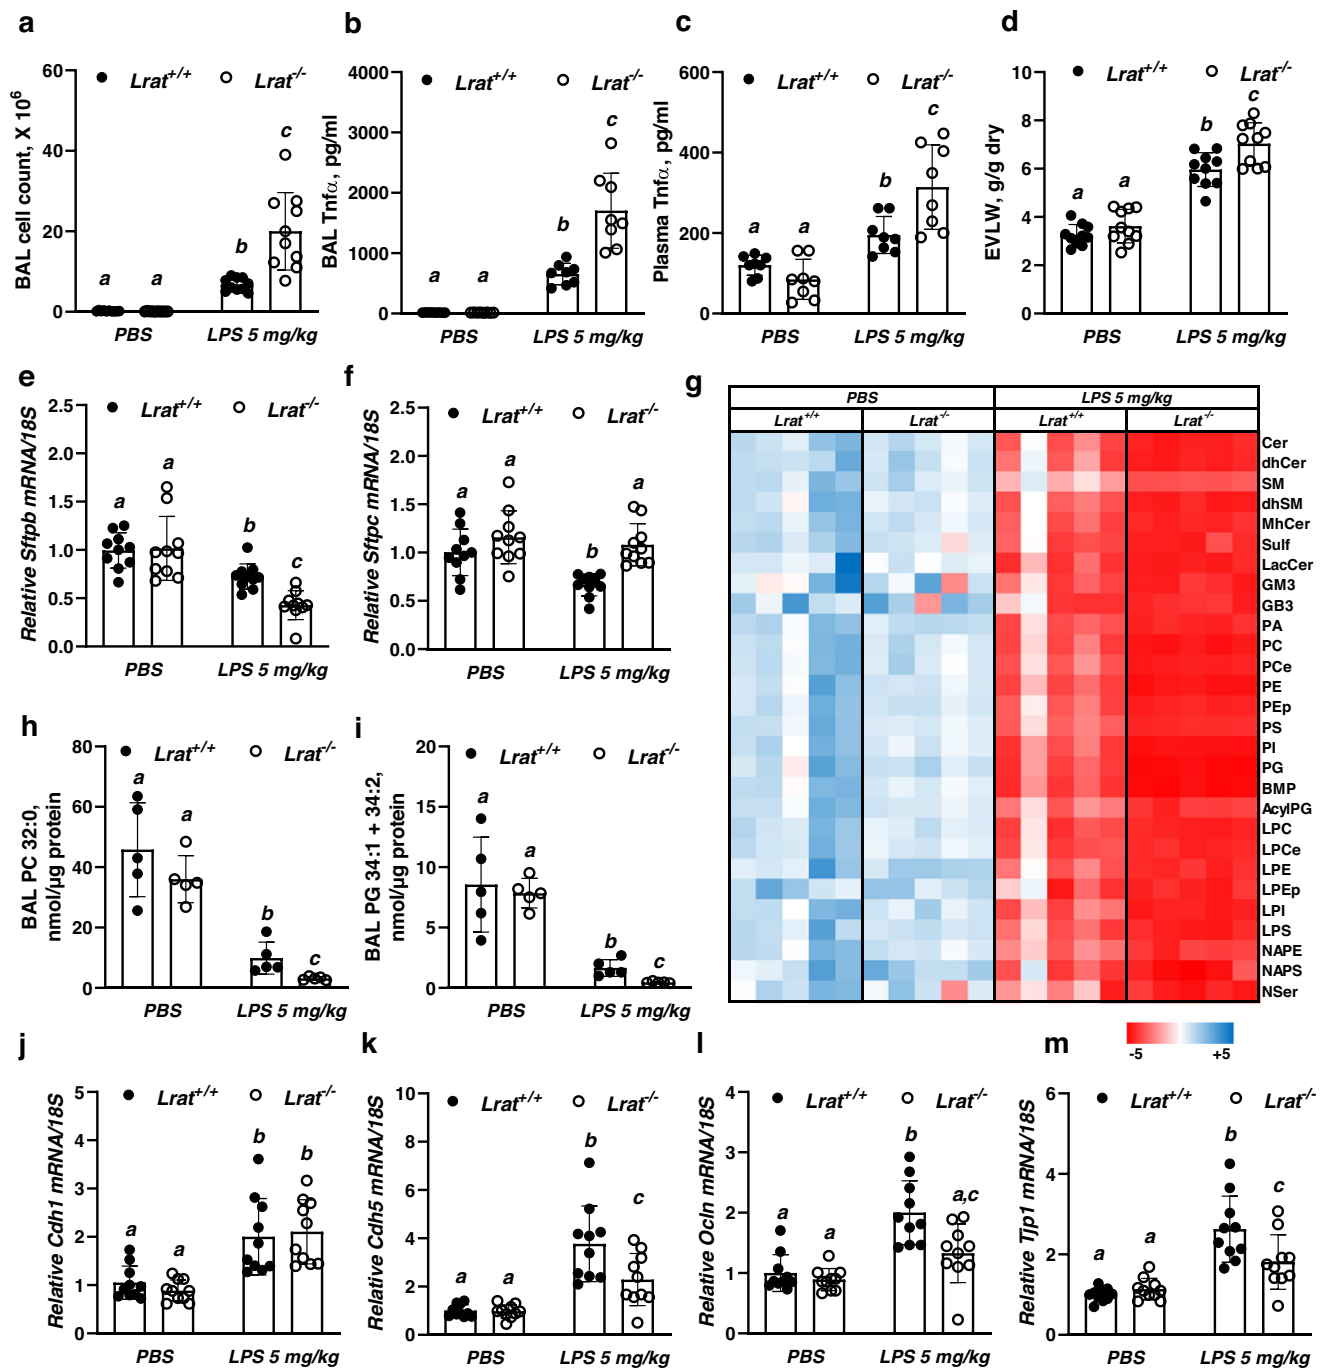 a
BAL cell count, X 10⁶
60
40
20
0
Lrat+/+
Lrat-/-
a
a
b
c
PBS
LPS 5 mg/kg
b
BAL Tnfα, pg/ml
4000
3000
2000
1000
0
Lrat+/+
Lrat-/-
a
a
b
c
PBS
LPS 5 mg/kg
c
Plasma Tnfα, pg/ml
600
400
200
0
Lrat+/+
Lrat-/-
a
a
b
c
PBS
LPS 5 mg/kg
d
EVLW, g/g dry
10
8
6
4
2
0
Lrat+/+
Lrat-/-
a
a
b
c
PBS
LPS 5 mg/kg
e
Relative Sftpb mRNA/18S
2.5
2.0
1.5
1.0
0.5
0.0
Lrat+/+
Lrat-/-
a
a
b
c
PBS
LPS 5 mg/kg
f
Relative Sftpc mRNA/18S
2.5
2.0
1.5
1.0
0.5
0.0
Lrat+/+
Lrat-/-
a
a
b
a
PBS
LPS 5 mg/kg
g
PBS
LPS 5 mg/kg
Lrat+/+
Lrat-/-
Lrat+/+
Lrat-/-
Cer
dhCer
SM
dhSM
MhCer
Sulf
LacCer
GM3
GB3
PA
PC
PCe
PE
PEp
PS
PI
PG
BMP
AcylPG
LPC
LPCe
LPE
LPEp
LPI
LPS
NAPE
NAPS
NSer
-5
+5
h
BAL PC 32:0,
nmol/µg protein
80
60
40
20
0
Lrat+/+
Lrat-/-
a
a
b
c
PBS
LPS 5 mg/kg
i
BAL PG 34:1 + 34:2,
nmol/µg protein
20
15
10
5
0
Lrat+/+
Lrat-/-
a
a
b
c
PBS
LPS 5 mg/kg
j
Relative Cdh1 mRNA/18S
5
4
3
2
1
0
Lrat+/+
Lrat-/-
a
a
b
b
PBS
LPS 5 mg/kg
k
Relative Cdh5 mRNA/18S
10
8
6
4
2
0
Lrat+/+
Lrat-/-
a
a
b
c
PBS
LPS 5 mg/kg
l
Relative Ocln mRNA/18S
4
3
2
1
0
Lrat+/+
Lrat-/-
a
a
b
a,c
PBS
LPS 5 mg/kg
m
Relative Tjp1 mRNA/18S
6
4
2
0
Lrat+/+
Lrat-/-
a
a
b
c
PBS
LPS 5 mg/kg